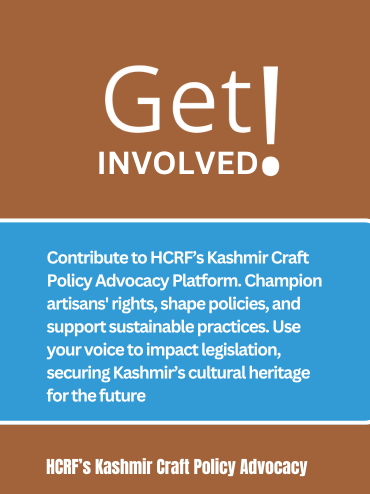 Get!
INVOLVED
Contribute to HCRF’s Kashmir Craft
Policy Advocacy Platform. Champion
artisans' rights, shape policies, and
support sustainable practices. Use
your voice to impact legislation,
securing Kashmir’s cultural heritage
for the future
HCRF’s Kashmir Craft Policy Advocacy